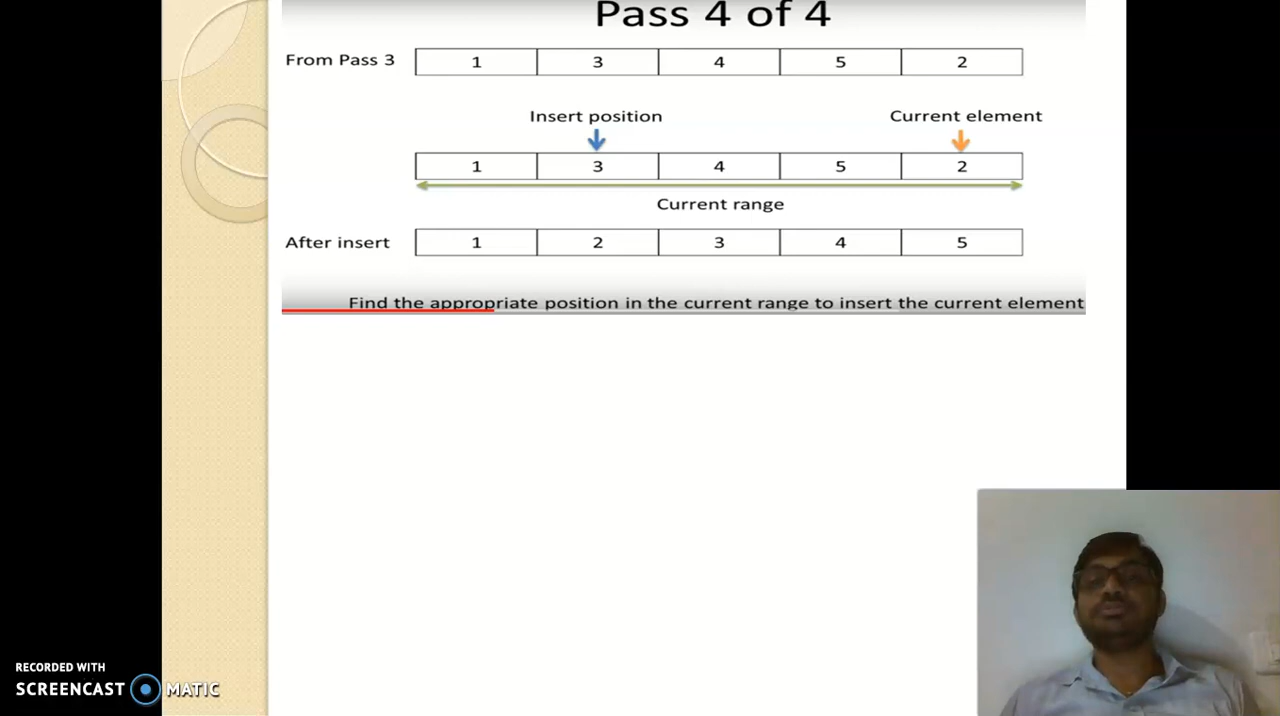 Pass 4 of 4
From Pass 3 1 3 4 5 2
Insert position Current element
1 3 4 5 2
Current range
After insert 1 2 3 4 5
Find the appropriate position in the current range to insert the current element
RECORDED WITH
SCREENCAST MATIC